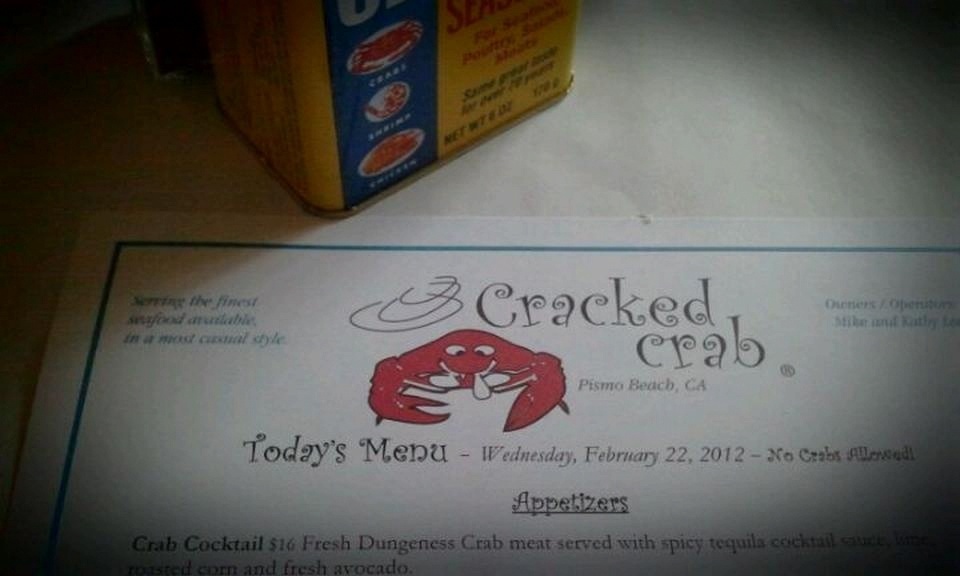 SEAS
For Seafood,
Poultry, Salads,
Meats
CRABS
SHRIMP
CHICKEN
Same great taste
for over 70 years
NET WT 6 OZ 170 g
Serving the finest
seafood available,
in a most casual style.
Cracked
crab ®
Pismo Beach, CA
Owners / Operators
Mike and Kathy Le
Today's Menu - Wednesday, February 22, 2012 - No Crabs Allowed!
Appetizers
Crab Cocktail $16 Fresh Dungeness Crab meat served with spicy tequila cocktail sauce, lime,
roasted corn and fresh avocado.